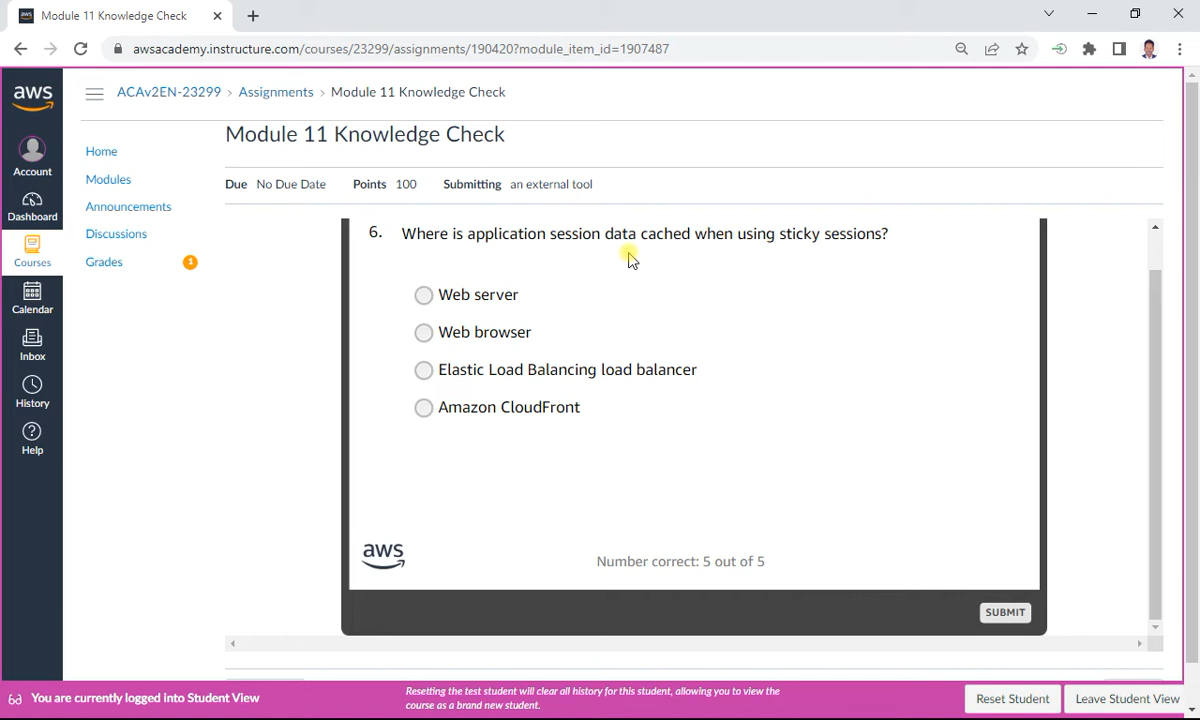 aws Module 11 Knowledge Check
awsacademy.instructure.com/courses/23299/assignments/190420?module_item_id=1907487
aws
Account
Dashboard
Courses
Calendar
Inbox
History
Help
ACAv2EN-23299 › Assignments › Module 11 Knowledge Check
Home
Modules
Announcements
Discussions
Grades 1
Module 11 Knowledge Check
Due No Due Date Points 100 Submitting an external tool
6. Where is application session data cached when using sticky sessions?
Web server
Web browser
Elastic Load Balancing load balancer
Amazon CloudFront
aws
Number correct: 5 out of 5
SUBMIT
You are currently logged into Student View
Resetting the test student will clear all history for this student, allowing you to view the
course as a brand new student.
Reset Student
Leave Student View